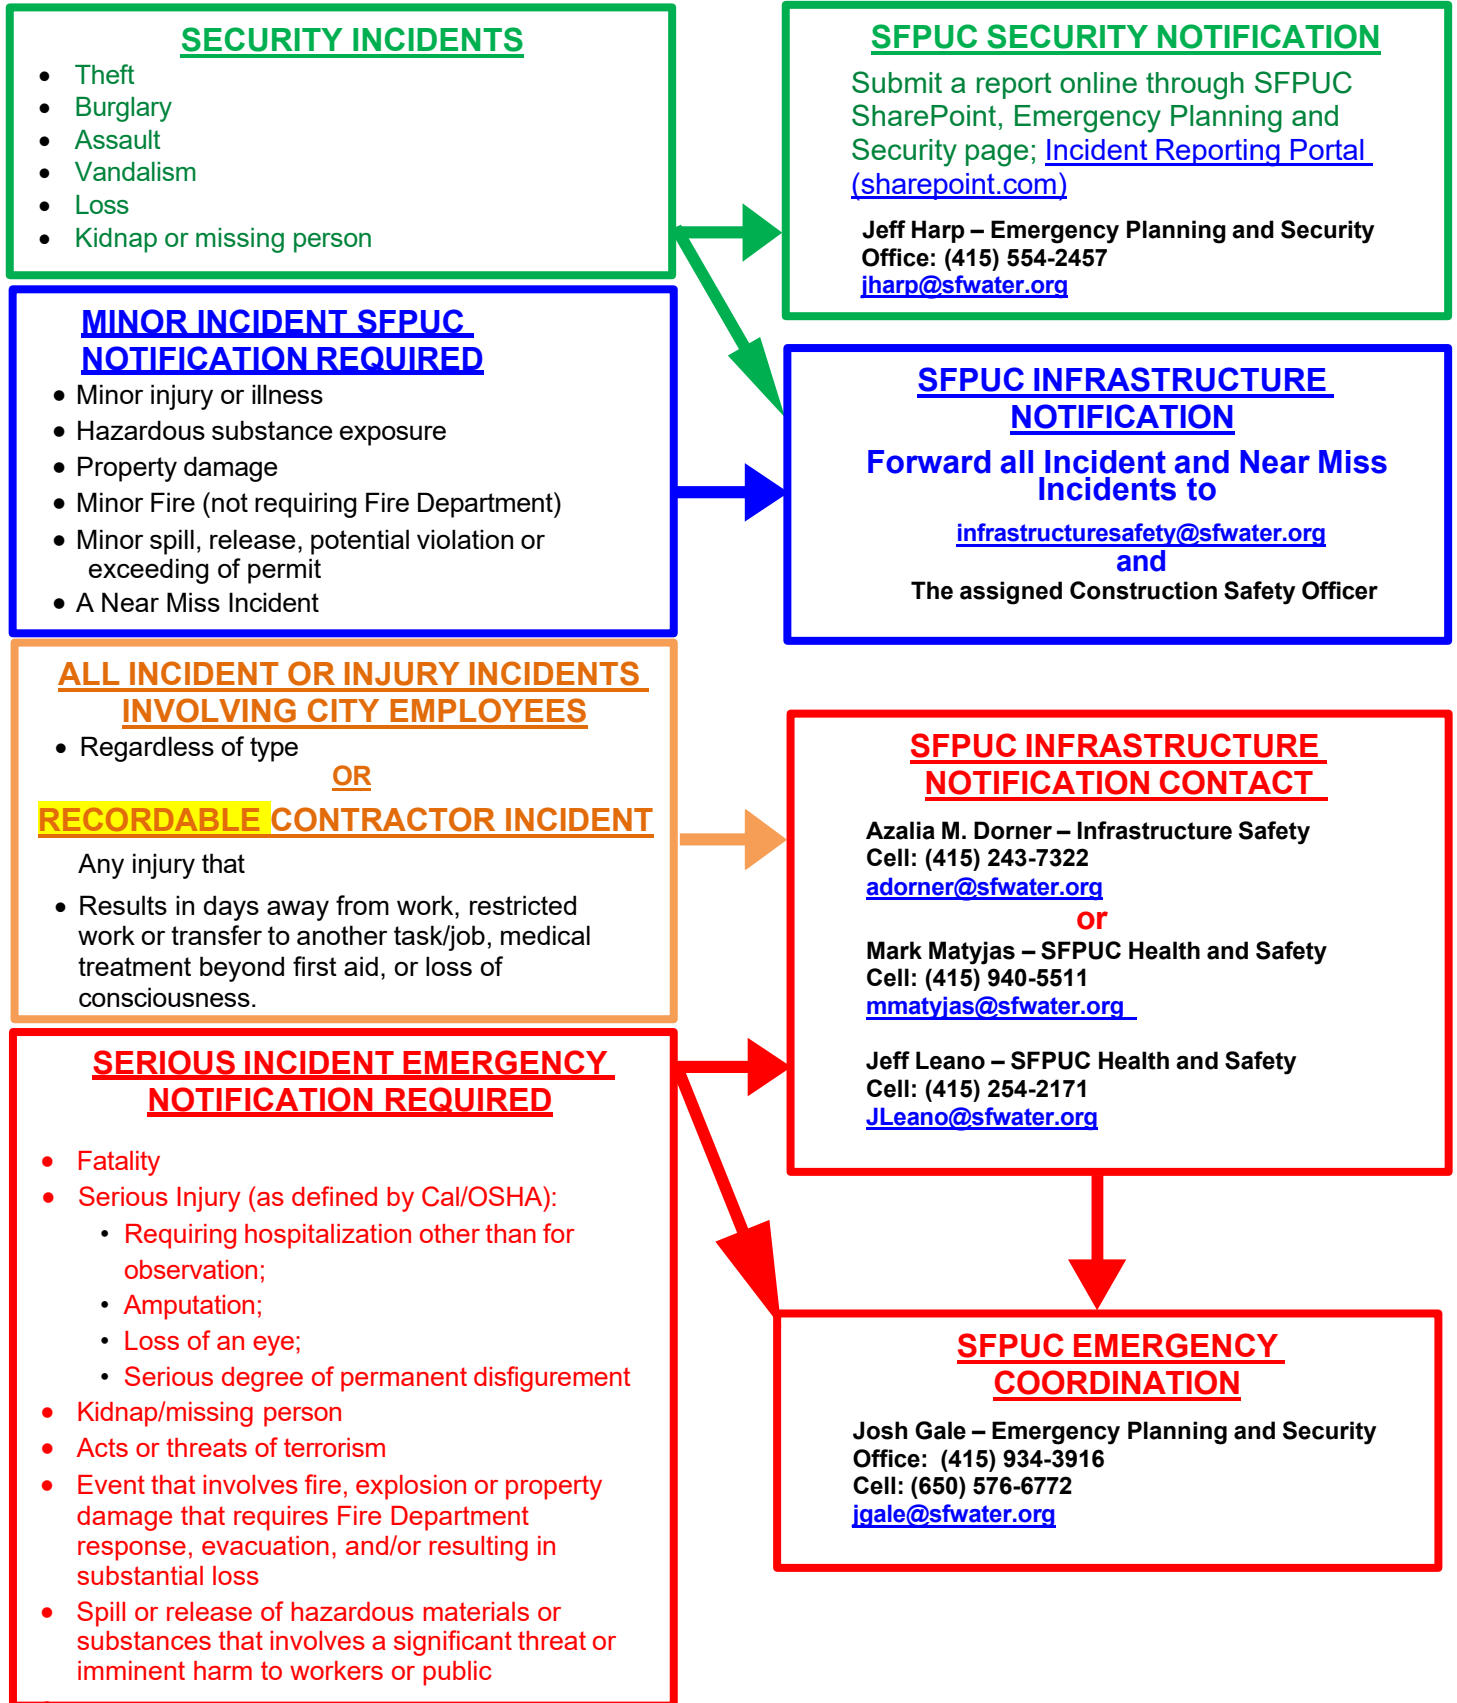 SECURITY INCIDENTS
• Theft
• Burglary
• Assault
• Vandalism
• Loss
• Kidnap or missing person
SFPUC SECURITY NOTIFICATION
Submit a report online through SFPUC
SharePoint, Emergency Planning and
Security page; Incident Reporting Portal
(sharepoint.com)
Jeff Harp – Emergency Planning and Security
Office: (415) 554-2457
jharp@sfwater.org
MINOR INCIDENT SFPUC
NOTIFICATION REQUIRED
• Minor injury or illness
• Hazardous substance exposure
• Property damage
• Minor Fire (not requiring Fire Department)
• Minor spill, release, potential violation or
exceeding of permit
• A Near Miss Incident
SFPUC INFRASTRUCTURE
NOTIFICATION
Forward all Incident and Near Miss
Incidents to
infrastructuresafety@sfwater.org
and
The assigned Construction Safety Officer
ALL INCIDENT OR INJURY INCIDENTS
INVOLVING CITY EMPLOYEES
• Regardless of type
OR
RECORDABLE CONTRACTOR INCIDENT
Any injury that
• Results in days away from work, restricted
work or transfer to another task/job, medical
treatment beyond first aid, or loss of
consciousness.
SFPUC INFRASTRUCTURE
NOTIFICATION CONTACT
Azalia M. Dorner – Infrastructure Safety
Cell: (415) 243-7322
adorner@sfwater.org
or
Mark Matyjas – SFPUC Health and Safety
Cell: (415) 940-5511
mmatyjas@sfwater.org
Jeff Leano – SFPUC Health and Safety
Cell: (415) 254-2171
JLeano@sfwater.org
SERIOUS INCIDENT EMERGENCY
NOTIFICATION REQUIRED
• Fatality
• Serious Injury (as defined by Cal/OSHA):
• Requiring hospitalization other than for
observation;
• Amputation;
• Loss of an eye;
• Serious degree of permanent disfigurement
• Kidnap/missing person
• Acts or threats of terrorism
• Event that involves fire, explosion or property
damage that requires Fire Department
response, evacuation, and/or resulting in
substantial loss
• Spill or release of hazardous materials or
substances that involves a significant threat or
imminent harm to workers or public
SFPUC EMERGENCY
COORDINATION
Josh Gale – Emergency Planning and Security
Office: (415) 934-3916
Cell: (650) 576-6772
jgale@sfwater.org